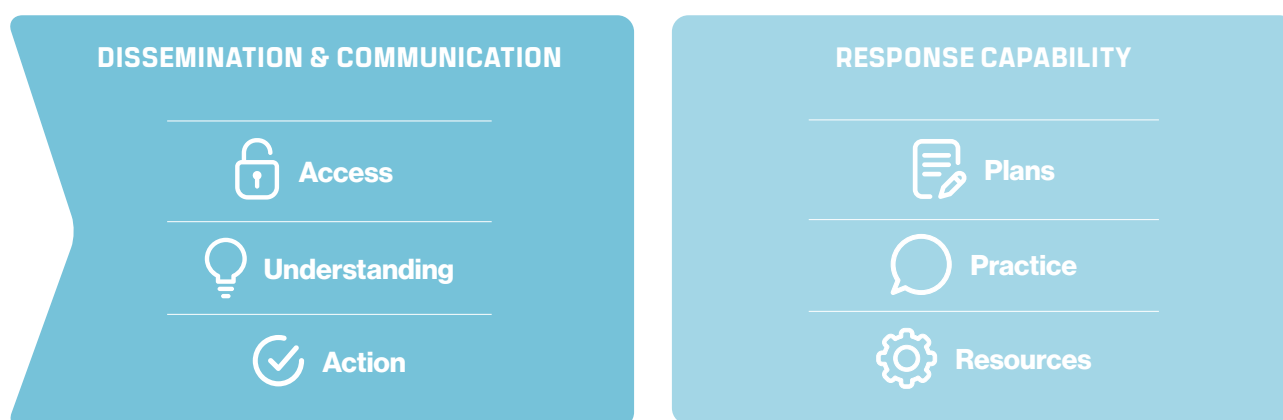 DISSEMINATION & COMMUNICATION
Access
Understanding
Action
RESPONSE CAPABILITY
Plans
Practice
Resources